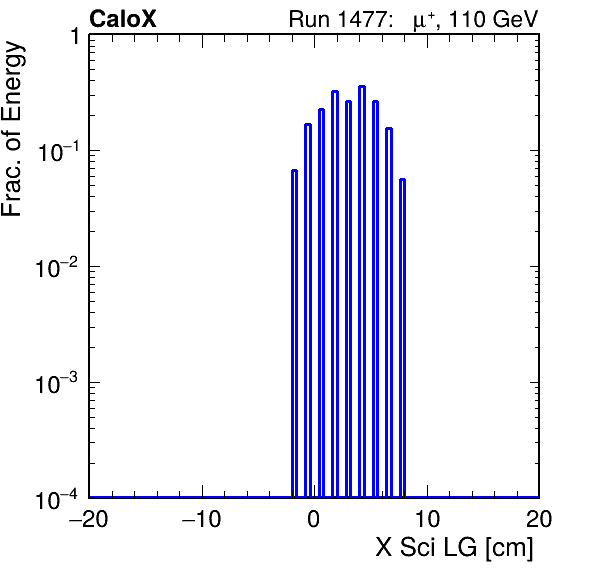 CaloX Run 1477: μ⁺, 110 GeV
Frac. of Energy
1
10⁻¹
10⁻²
10⁻³
10⁻⁴
−20 −10 0 10 20
X Sci LG [cm]